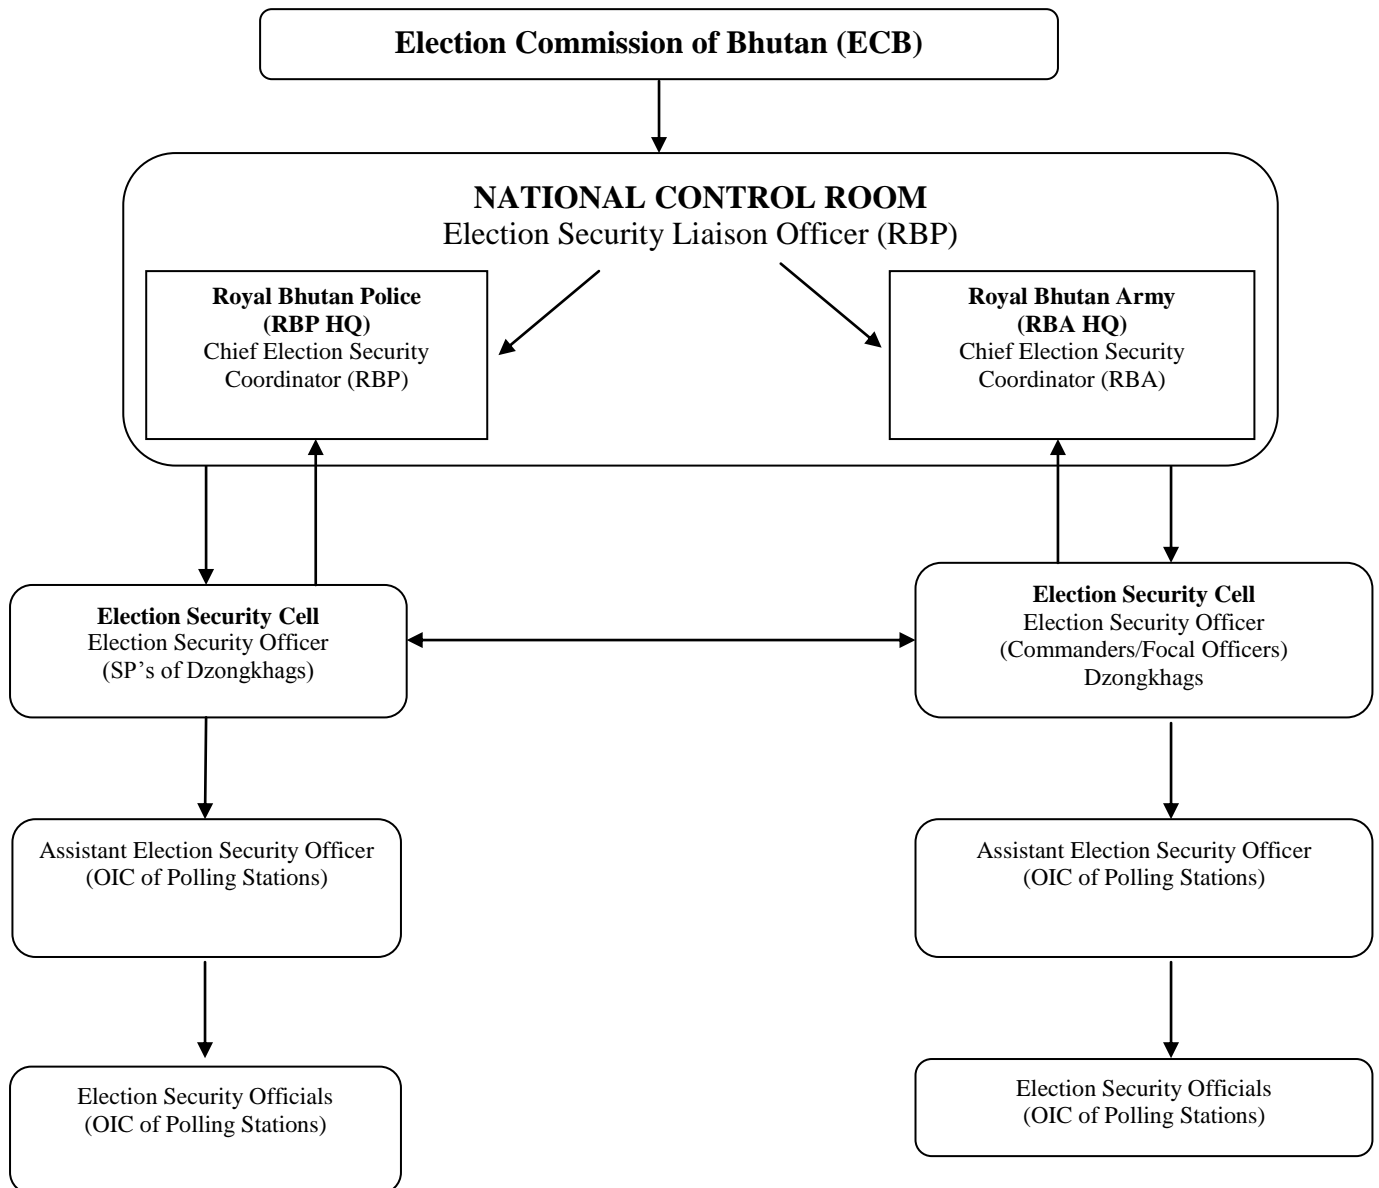 Election Commission of Bhutan (ECB)
NATIONAL CONTROL ROOM
Election Security Liaison Officer (RBP)
Royal Bhutan Police
(RBP HQ)
Chief Election Security
Coordinator (RBP)
Royal Bhutan Army
(RBA HQ)
Chief Election Security
Coordinator (RBA)
Election Security Cell
Election Security Officer
(SP’s of Dzongkhags)
Election Security Cell
Election Security Officer
(Commanders/Focal Officers)
Dzongkhags
Assistant Election Security Officer
(OIC of Polling Stations)
Assistant Election Security Officer
(OIC of Polling Stations)
Election Security Officials
(OIC of Polling Stations)
Election Security Officials
(OIC of Polling Stations)